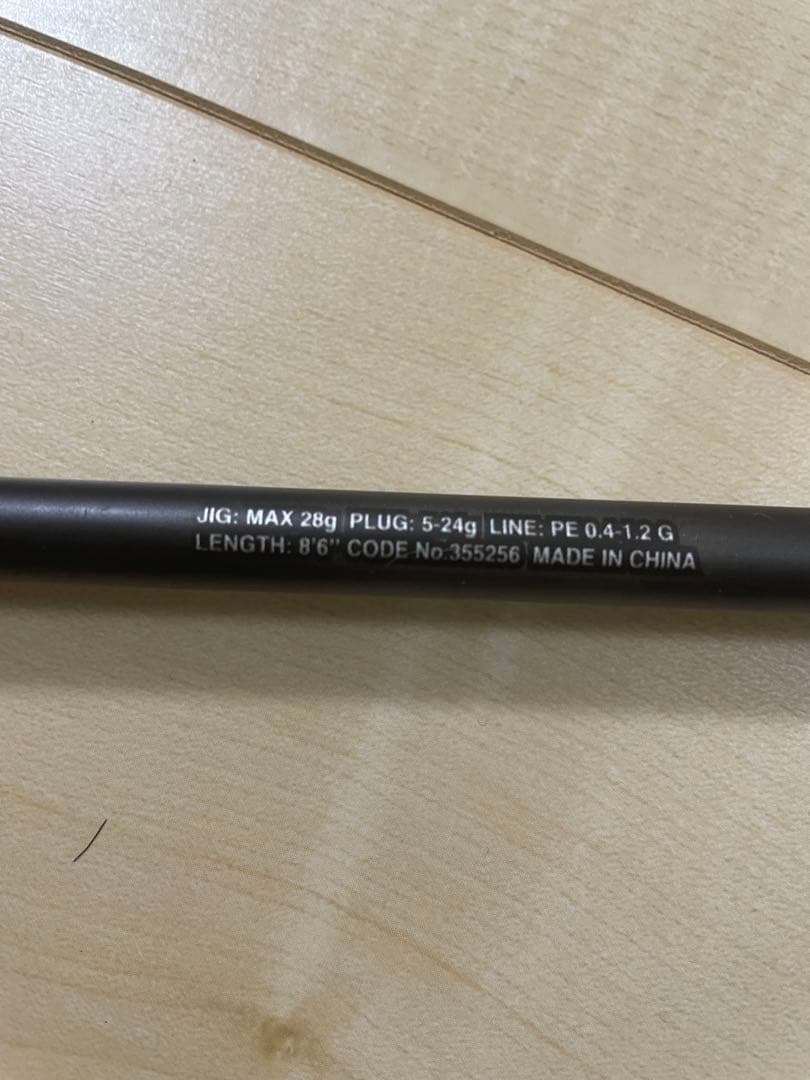 JIG: MAX 28g PLUG: 5-24g LINE: PE 0.4-1.2 G
LENGTH: 8'6" CODE No.355256 MADE IN CHINA